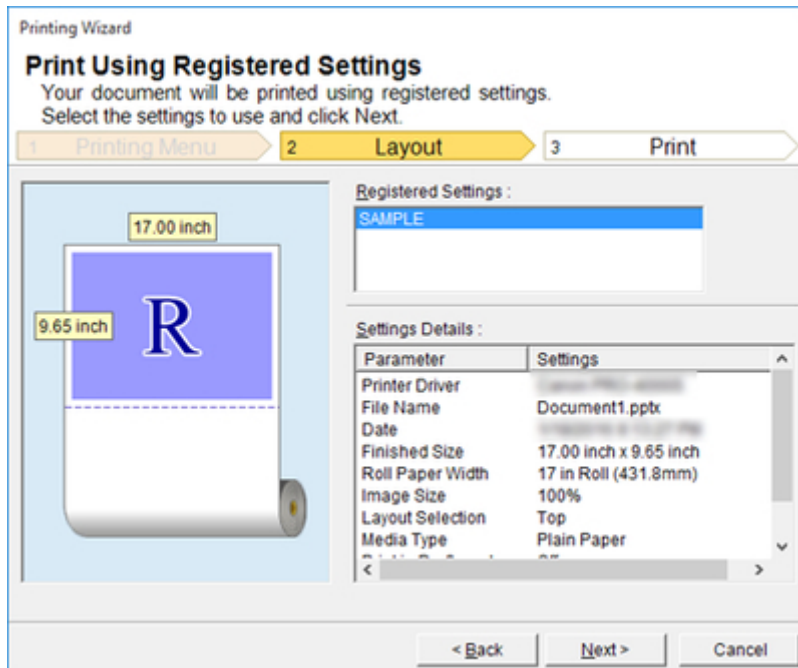 Printing Wizard
Print Using Registered Settings
Your document will be printed using registered settings.
Select the settings to use and click Next.
1 Printing Menu 2 Layout 3 Print
17.00 inch
9.65 inch
R
Registered Settings :
SAMPLE
Settings Details :
Parameter Settings
Printer Driver
File Name Document1.pptx
Date
Finished Size 17.00 inch x 9.65 inch
Roll Paper Width 17 in Roll (431.8mm)
Image Size 100%
Layout Selection Top
Media Type Plain Paper
< Back Next > Cancel